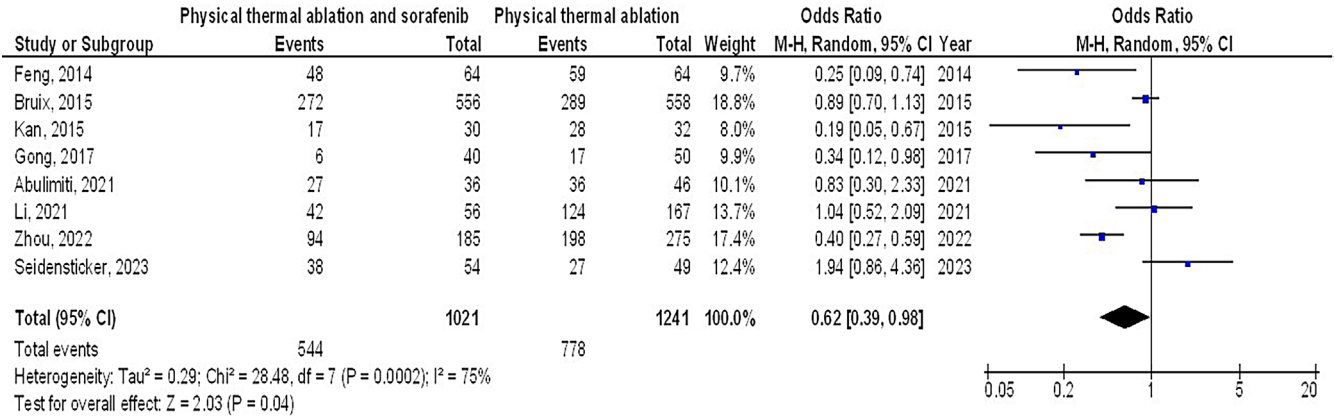 Physical thermal ablation and sorafenib Physical thermal ablation Odds Ratio Odds Ratio
Study or Subgroup Events Total Events Total Weight M-H, Random, 95% CI Year M-H, Random, 95% CI
Feng, 2014 48 64 59 64 9.7% 0.25 [0.09, 0.74] 2014
Bruix, 2015 272 556 289 558 18.8% 0.89 [0.70, 1.13] 2015
Kan, 2015 17 30 28 32 8.0% 0.19 [0.05, 0.67] 2015
Gong, 2017 6 40 17 50 9.9% 0.34 [0.12, 0.98] 2017
Abulimiti, 2021 27 36 36 46 10.1% 0.83 [0.30, 2.33] 2021
Li, 2021 42 56 124 167 13.7% 1.04 [0.52, 2.09] 2021
Zhou, 2022 94 185 198 275 17.4% 0.40 [0.27, 0.59] 2022
Seidensticker, 2023 38 54 27 49 12.4% 1.94 [0.86, 4.36] 2023
Total (95% CI) 1021 1241 100.0% 0.62 [0.39, 0.98]
Total events 544 778
Heterogeneity: Tau² = 0.29; Chi² = 28.48, df = 7 (P = 0.0002); I² = 75%
Test for overall effect: Z = 2.03 (P = 0.04)
0.05 0.2 1 5 20